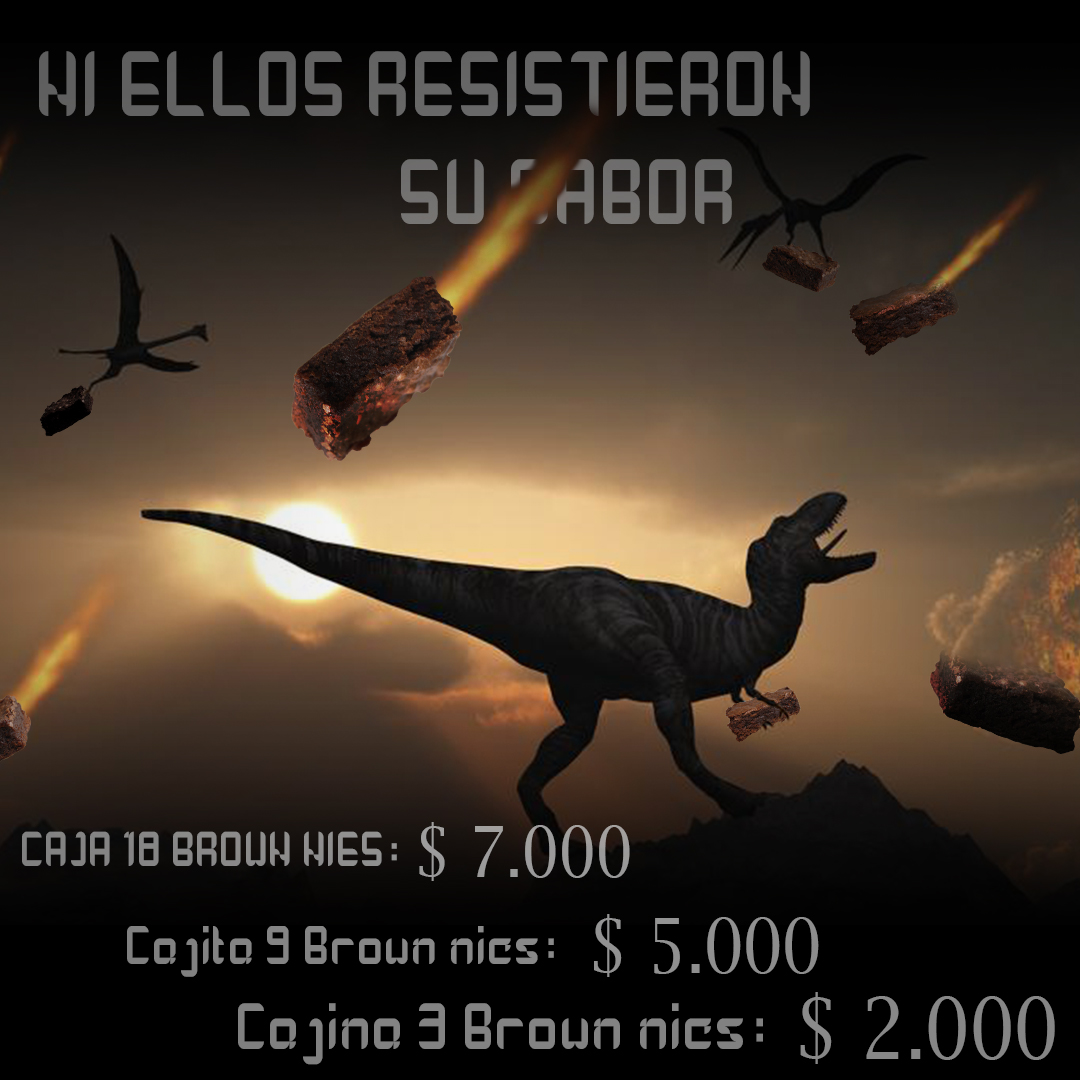 NI ELLOS RESISTIERON
SU SABOR
CAJA 18 BROWN NIES: $ 7.000
Cajita 9 Brown nies: $ 5.000
Cajina 3 Brown nies: $ 2.000